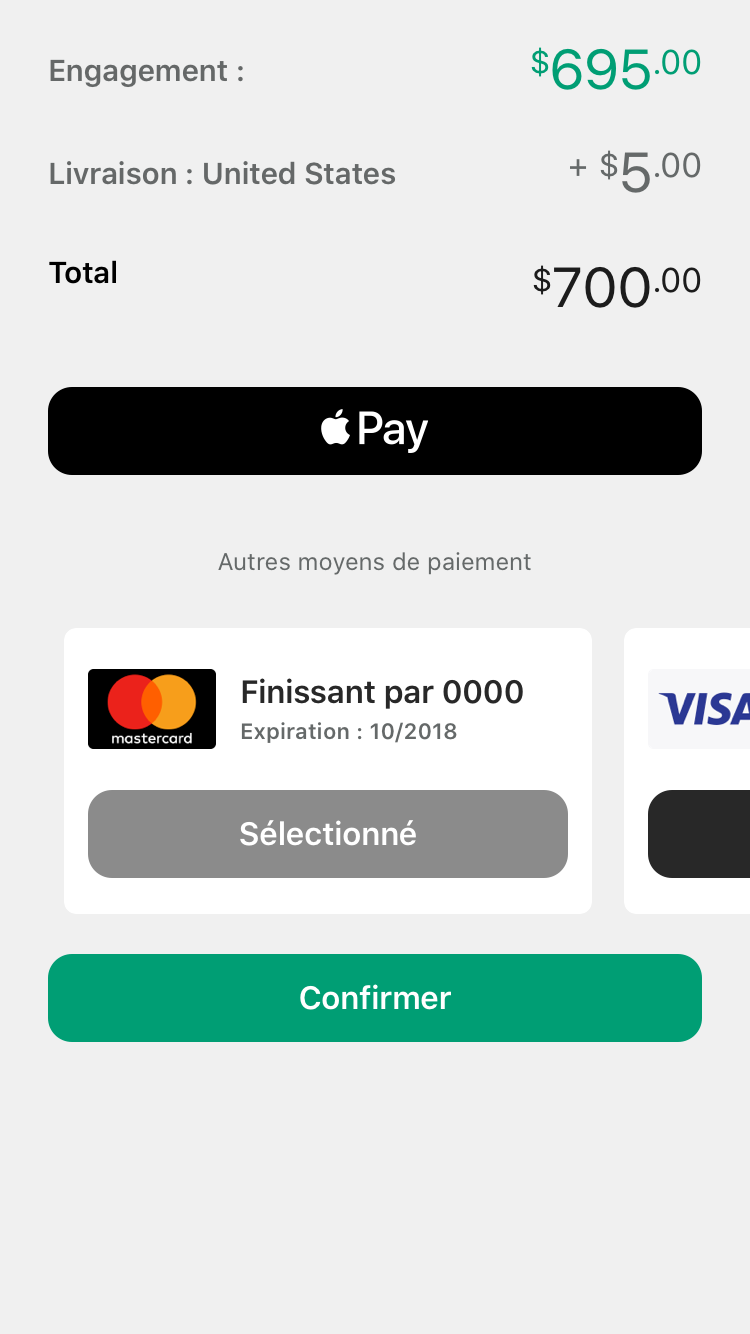 Engagement :
$695.00
Livraison : United States
+ $5.00
Total
$700.00
Pay
Autres moyens de paiement
mastercard
Finissant par 0000
Expiration : 10/2018
VISA
Sélectionné
Confirmer